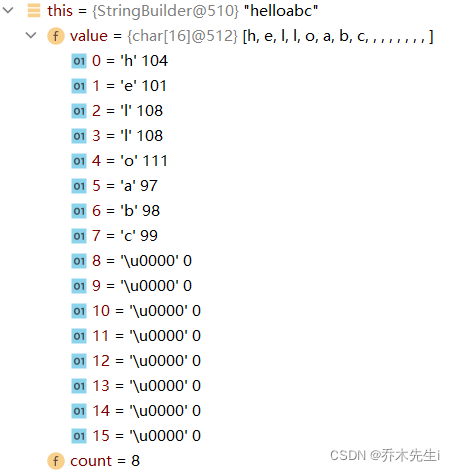 this = {StringBuilder@510} "helloabc"
f value = {char[16]@512} [h, e, l, l, o, a, b, c, , , , , , , , ]
01 0 = 'h' 104
01 1 = 'e' 101
01 2 = 'l' 108
01 3 = 'l' 108
01 4 = 'o' 111
01 5 = 'a' 97
01 6 = 'b' 98
01 7 = 'c' 99
01 8 = '\u0000' 0
01 9 = '\u0000' 0
01 10 = '\u0000' 0
01 11 = '\u0000' 0
01 12 = '\u0000' 0
01 13 = '\u0000' 0
01 14 = '\u0000' 0
01 15 = '\u0000' 0
f count = 8
CSDN @乔木先生i